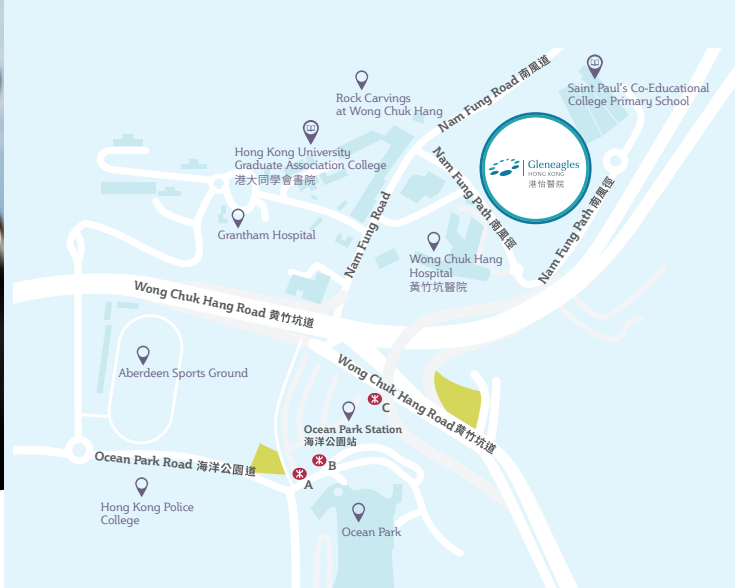 Nam Fung Road 南風道
Saint Paul's Co-Educational
College Primary School
Rock Carvings
at Wong Chuk Hang
Hong Kong University
Graduate Association College
港大同學會書院
Gleneagles
HONG KONG
港怡醫院
Nam Fung Path 南風徑
Nam Fung Path 南風徑
Nam Fung Road
Grantham Hospital
Wong Chuk Hang
Hospital
黃竹坑醫院
Wong Chuk Hang Road 黄竹坑道
Aberdeen Sports Ground
Wong Chuk Hang Road 黄竹坑道
C
Ocean Park Station
海洋公園站
B
A
Ocean Park Road 海洋公園道
Hong Kong Police
College
Ocean Park